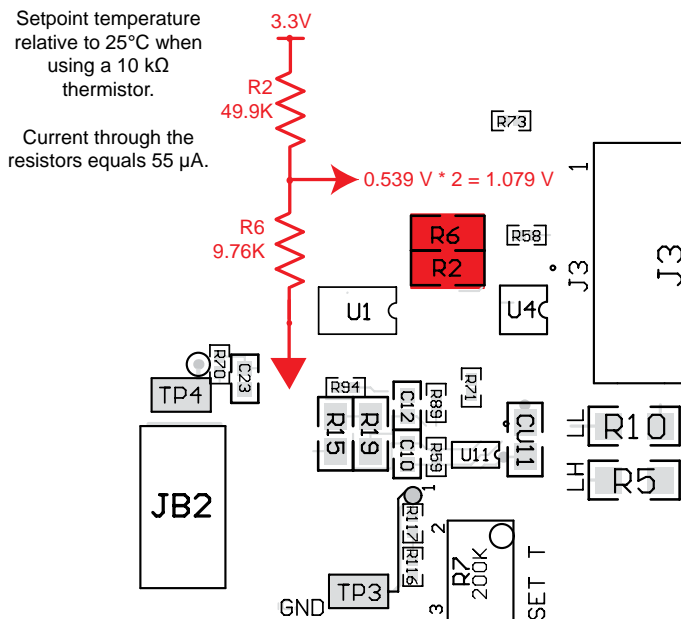 Setpoint temperature
relative to 25°C when
using a 10 kΩ
thermistor.
Current through the
resistors equals 55 µA.
3.3V
R2
49.9K
0.539 V * 2 = 1.079 V
R6
9.76K
R73
1
R6
R58
R2
J3
J3
U1
U4
R70
C23
TP4
R94
R71
C12
R89
R15
R19
CU11
LL
R10
C10
R59
U11
LH
R5
JB2
1
R117
2
R7
200K
SET T
R116
TP3
GND
3